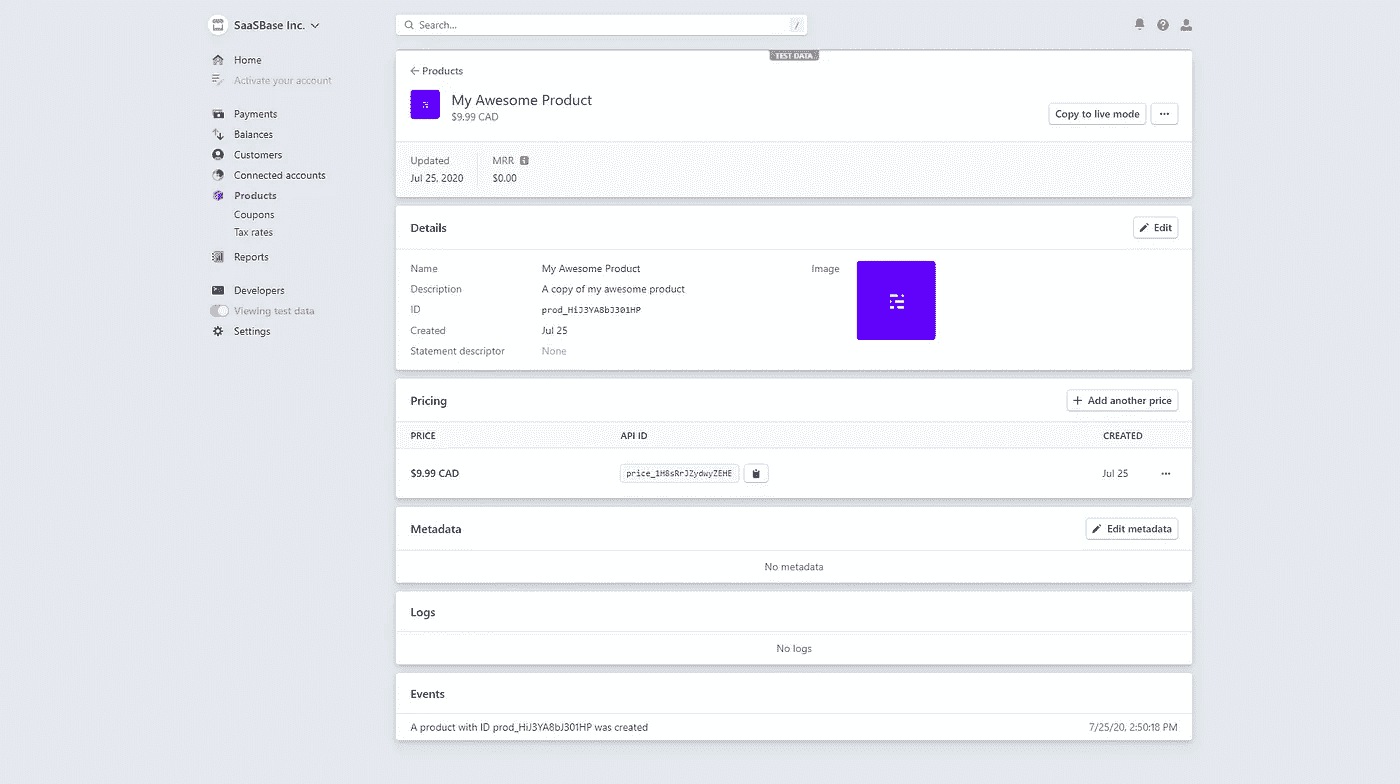 SaaSBase Inc.
Search...
/
Home
Activate your account
Payments
Balances
Customers
Connected accounts
Products
Coupons
Tax rates
Reports
Developers
Viewing test data
Settings
TEST DATA
Products
My Awesome Product
$9.99 CAD
Copy to live mode
Updated
Jul 25, 2020
MRR
$0.00
Details
Edit
Name
My Awesome Product
Image
Description
A copy of my awesome product
ID
prod_HiJ3YA8bJ301HP
Created
Jul 25
Statement descriptor
None
Pricing
Add another price
PRICE
API ID
CREATED
$9.99 CAD
price_1H8sRrJZydwyZEHE
Jul 25
Metadata
Edit metadata
No metadata
Logs
No logs
Events
A product with ID prod_HiJ3YA8bJ301HP was created
7/25/20, 2:50:18 PM